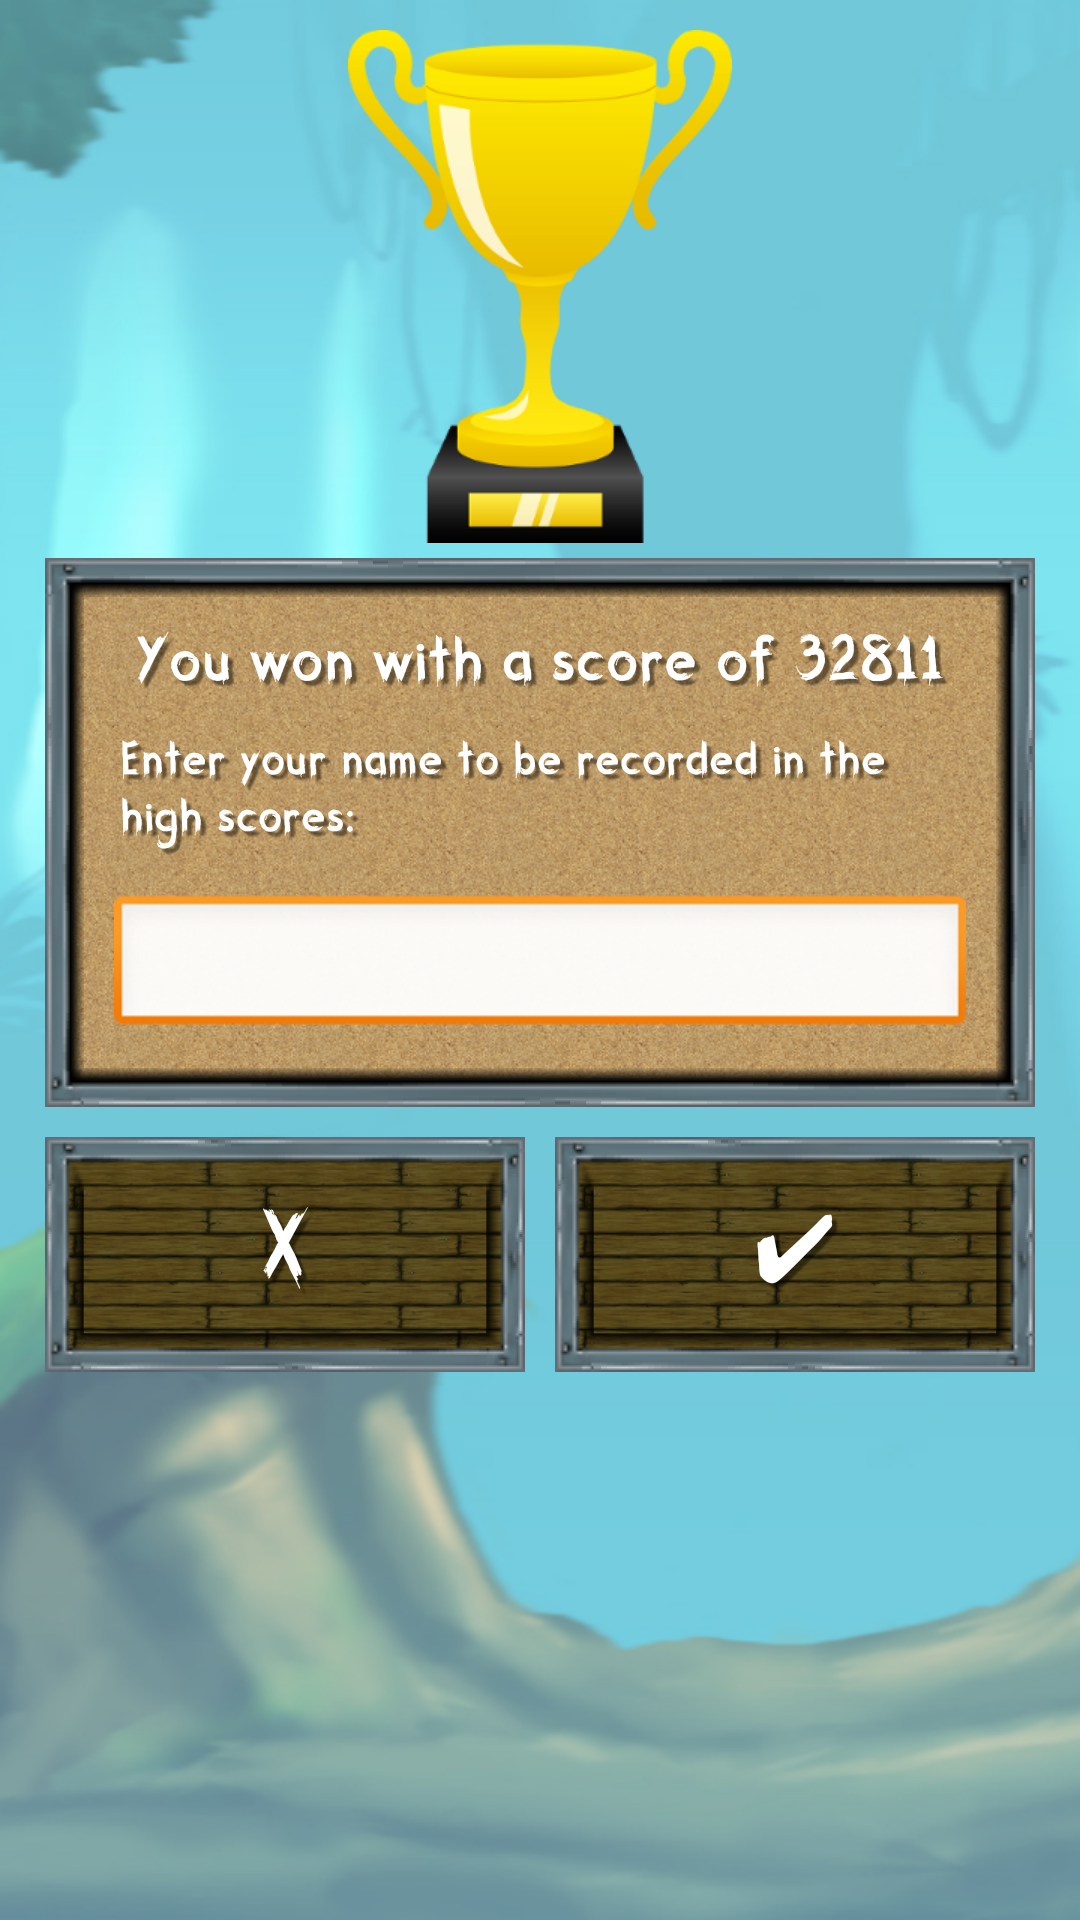 You won with a score of 32811
Enter your name to be recorded in the
high scores:
X ✔